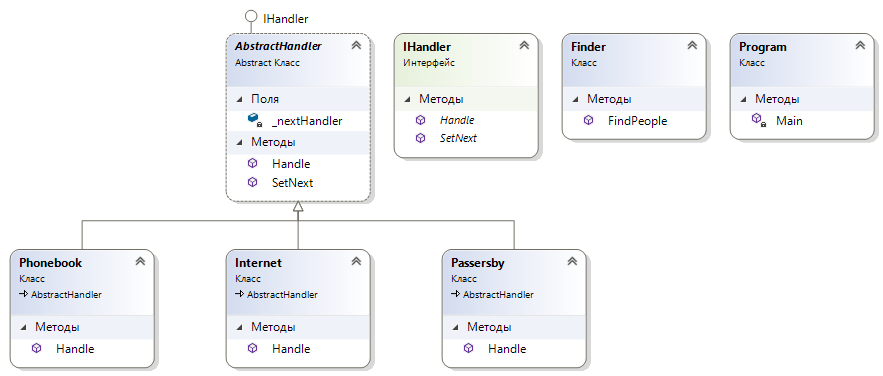 IHandler
AbstractHandler
Abstract Класс
Поля
_nextHandler
Методы
Handle
SetNext
IHandler
Интерфейс
Методы
Handle
SetNext
Finder
Класс
Методы
FindPeople
Program
Класс
Методы
Main
Phonebook
Класс
AbstractHandler
Методы
Handle
Internet
Класс
AbstractHandler
Методы
Handle
Passersby
Класс
AbstractHandler
Методы
Handle